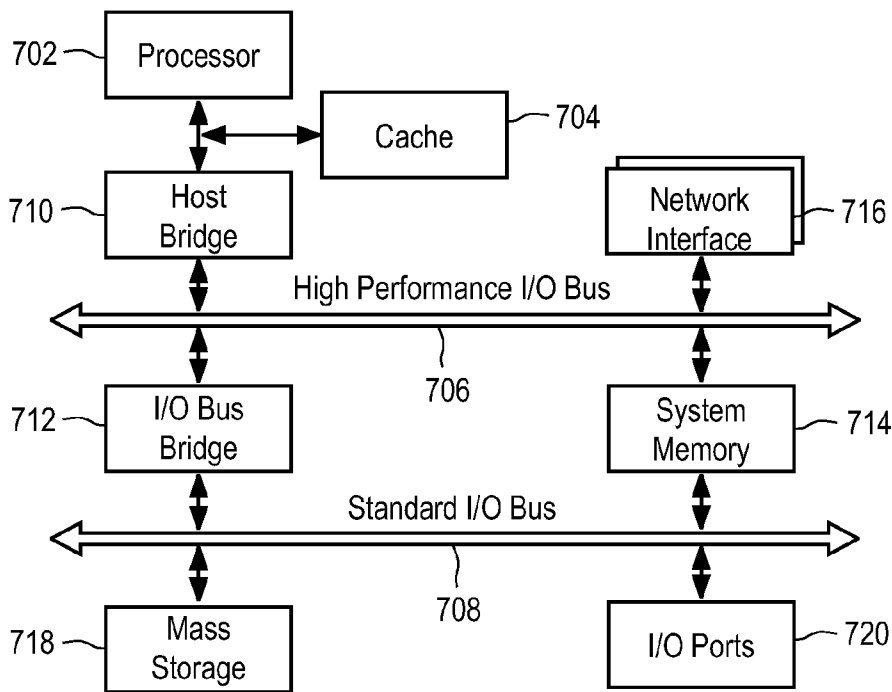 702
Processor
Cache
704
710
Host
Bridge
Network
Interface
716
High Performance I/O Bus
706
712
I/O Bus
Bridge
System
Memory
714
Standard I/O Bus
708
718
Mass
Storage
I/O Ports
720